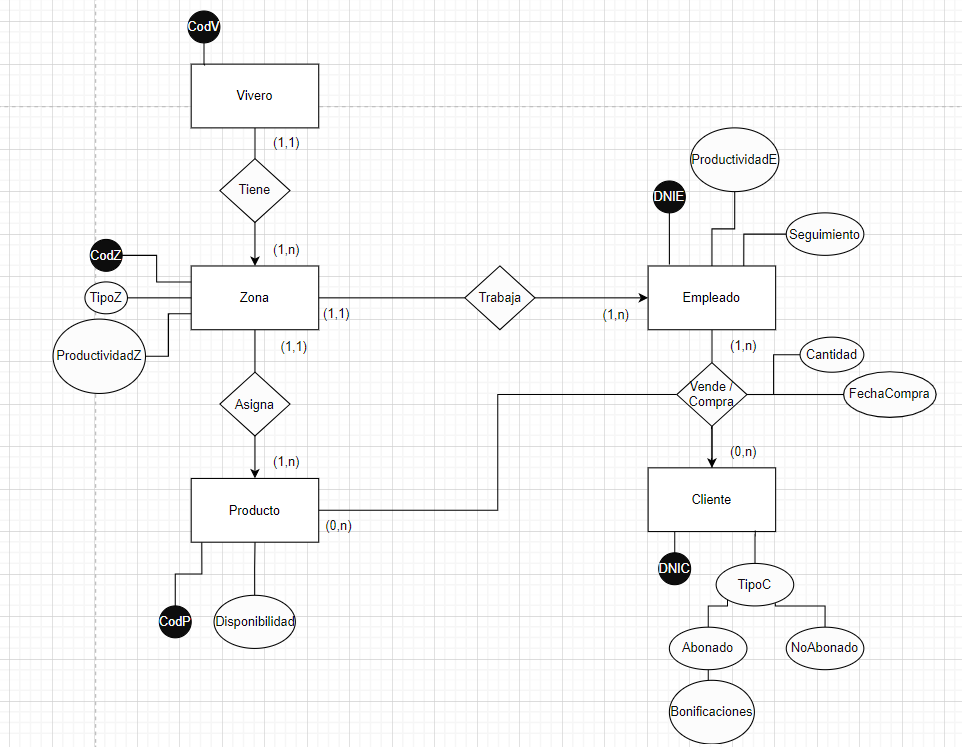 CodV
Vivero
(1,1)
Tiene
(1,n)
CodZ
TipoZ
ProductividadZ
Zona
(1,1)
(1,1)
Trabaja
(1,n)
ProductividadE
DNIE
Seguimiento
Empleado
(1,n)
Cantidad
FechaCompra
Vende /
Compra
(0,n)
Asigna
(1,n)
Producto
(0,n)
CodP
Disponibilidad
Cliente
DNIC
TipoC
Abonado
NoAbonado
Bonificaciones